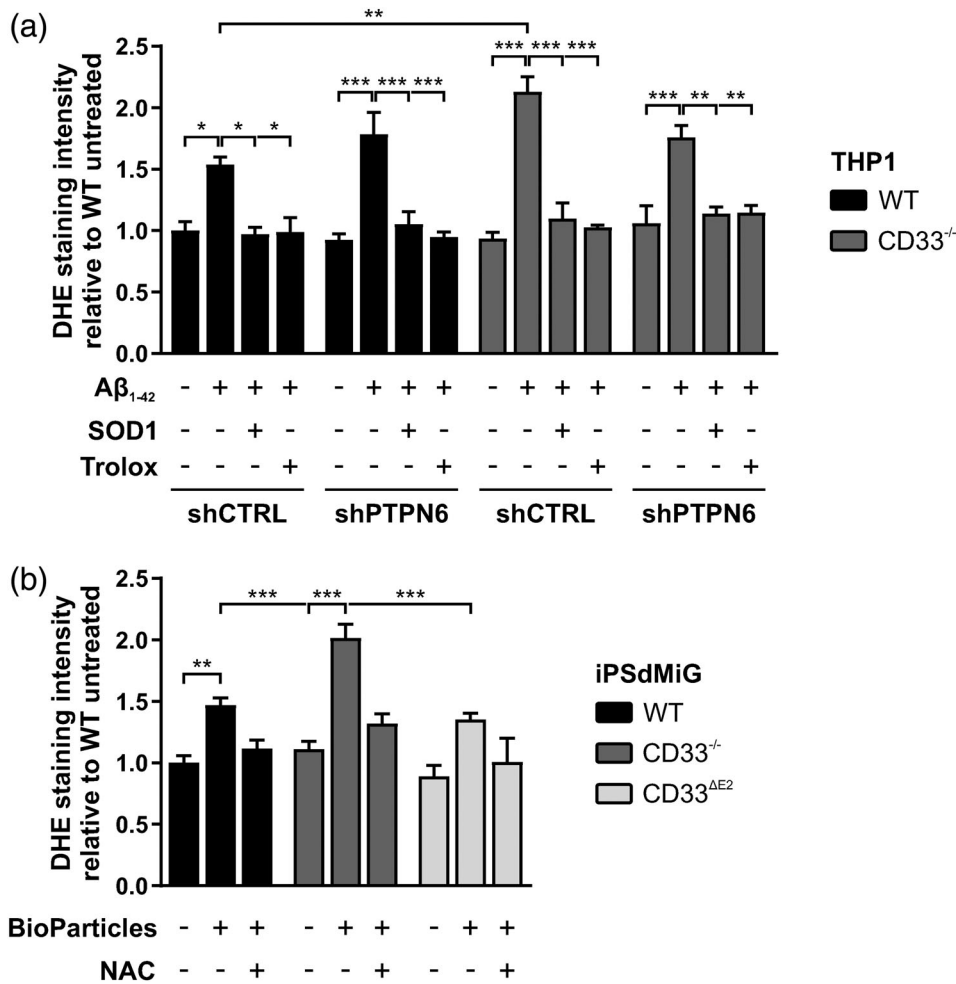 (a)
**
*** *** ***
*** *** ***
*** ** **
* * *
DHE staining intensity
relative to WT untreated
2.5
2.0
1.5
1.0
0.5
0.0
THP1
WT
CD33-/-
Aβ1-42 - + + + - + + + - + + + - + + +
SOD1 - - + - - - + - - - + - - - + -
Trolox - - - + - - - + - - - + - - - +
shCTRL shPTPN6 shCTRL shPTPN6
(b)
*** *** ***
**
DHE staining intensity
relative to WT untreated
2.5
2.0
1.5
1.0
0.5
0.0
iPSdMiG
WT
CD33-/-
CD33ΔE2
BioParticles - + + - + + - + +
NAC - - + - - + - - +